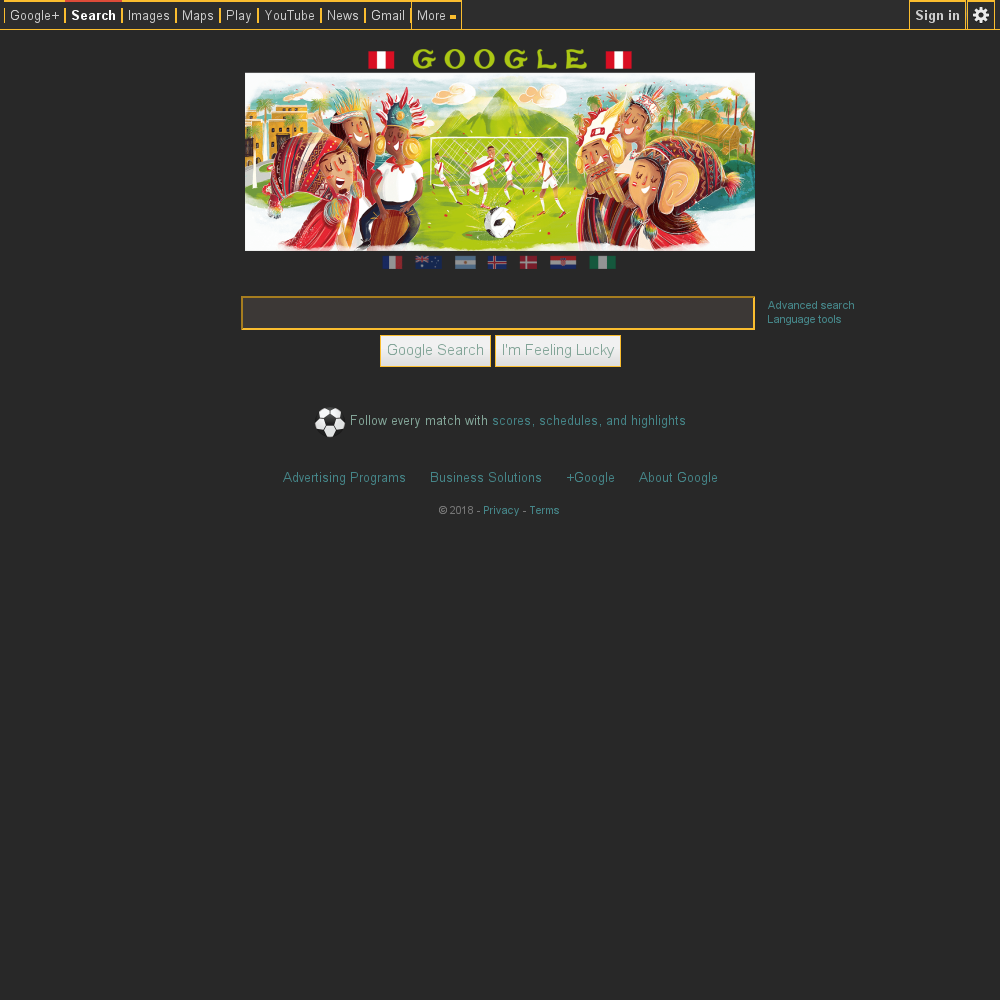 Google+ Search Images Maps Play YouTube News Gmail More Sign in
GOOGLE
Advanced search
Language tools
Google Search I'm Feeling Lucky
Follow every match with scores, schedules, and highlights
Advertising Programs Business Solutions +Google About Google
© 2018 - Privacy - Terms